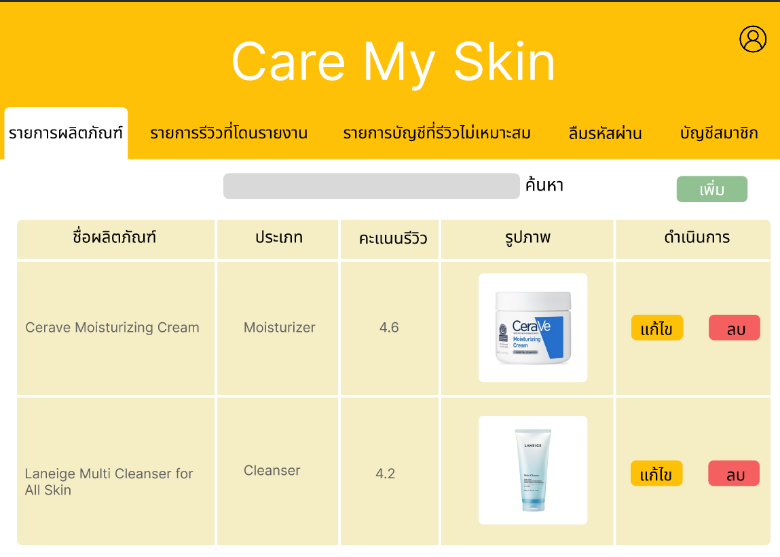 Care My Skin
รายการผลิตภัณฑ์ รายการรีวิวที่โดนรายงาน รายการบัญชีที่รีวิวไม่เหมาะสม ลืมรหัสผ่าน บัญชีสมาชิก
ค้นหา เพิ่ม
ชื่อผลิตภัณฑ์ ประเภท คะแนนรีวิว รูปภาพ ดำเนินการ
Cerave Moisturizing Cream Moisturizer 4.6 แก้ไข ลบ
CeraVe
Moisturizing
Cream
Laneige Multi Cleanser for
All Skin
Cleanser 4.2 แก้ไข ลบ
LANEIGE